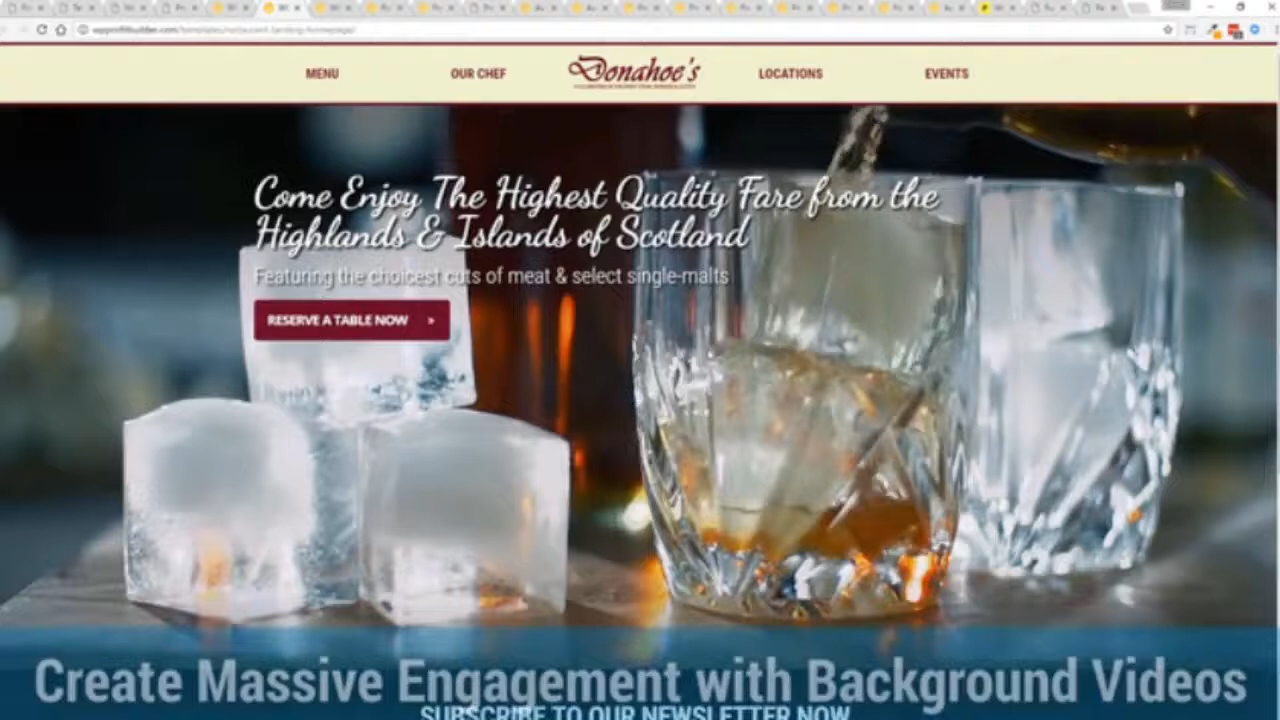 MENU
OUR CHEF
Donahoe's
LOCATIONS
EVENTS
Come Enjoy The Highest Quality Fare from the
Highlands & Islands of Scotland
Featuring the choicest cuts of meat & select single-malts
RESERVE A TABLE NOW >
Create Massive Engagement with Background Videos
SUBSCRIBE TO OUR NEWSLETTER NOW